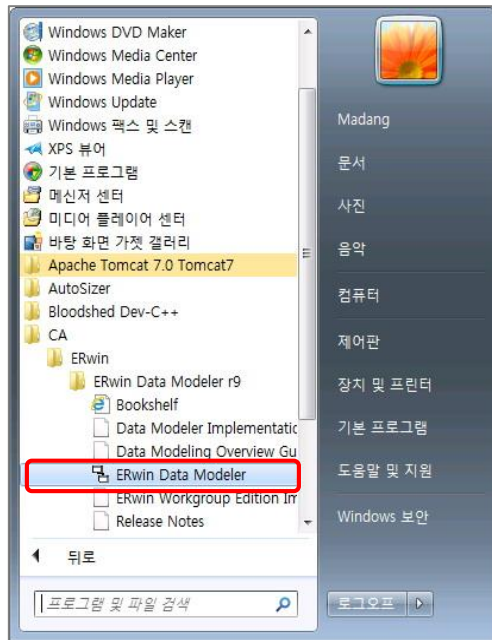 Windows DVD Maker
Windows Media Center
Windows Media Player
Windows Update
Windows 팩스 및 스캔
XPS 뷰어
기본 프로그램
메신저 센터
미디어 플레이어 센터
바탕 화면 가젯 갤러리
Apache Tomcat 7.0 Tomcat7
AutoSizer
Bloodshed Dev-C++
CA
ERwin
ERwin Data Modeler r9
Bookshelf
Data Modeler Implementatic
Data Modeling Overview Gu
ERwin Data Modeler
ERwin Workgroup Edition Im
Release Notes
뒤로
프로그램 및 파일 검색
Madang
문서
사진
음악
컴퓨터
제어판
장치 및 프린터
기본 프로그램
도움말 및 지원
Windows 보안
로그오프